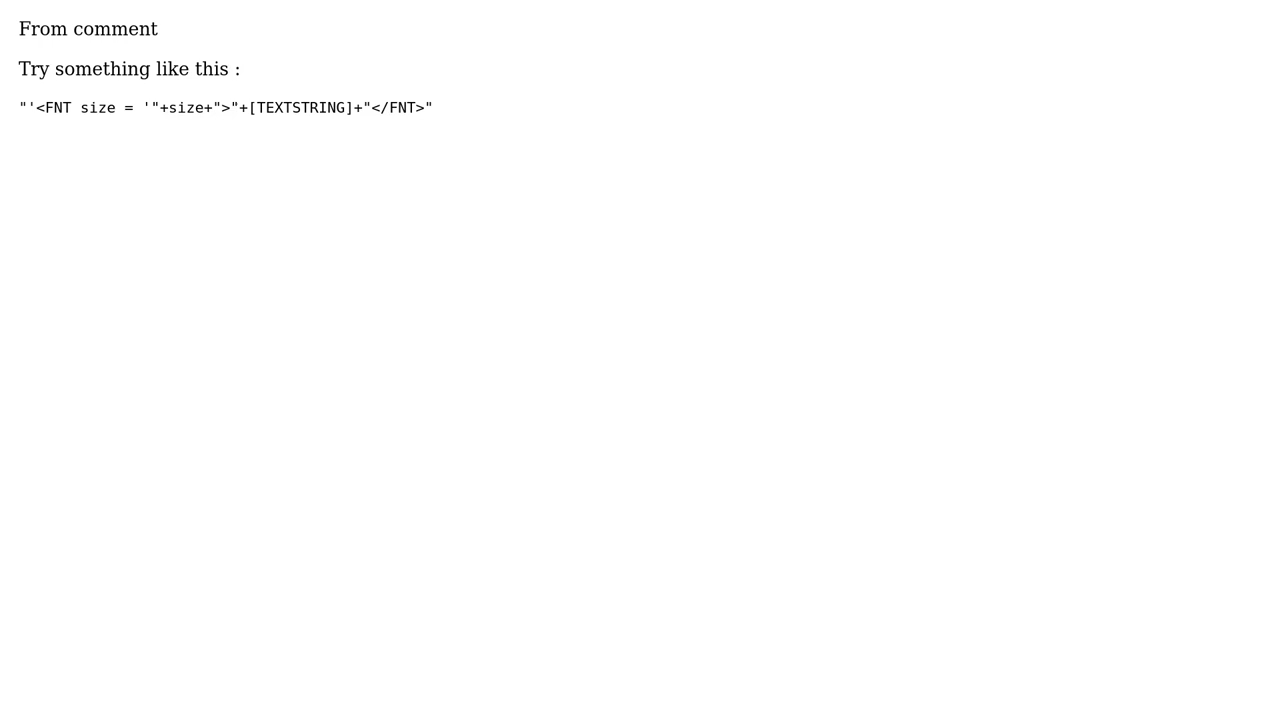 From comment
Try something like this :
"'<FNT size = '"+size+">"+[TEXTSTRING]+"</FNT>"